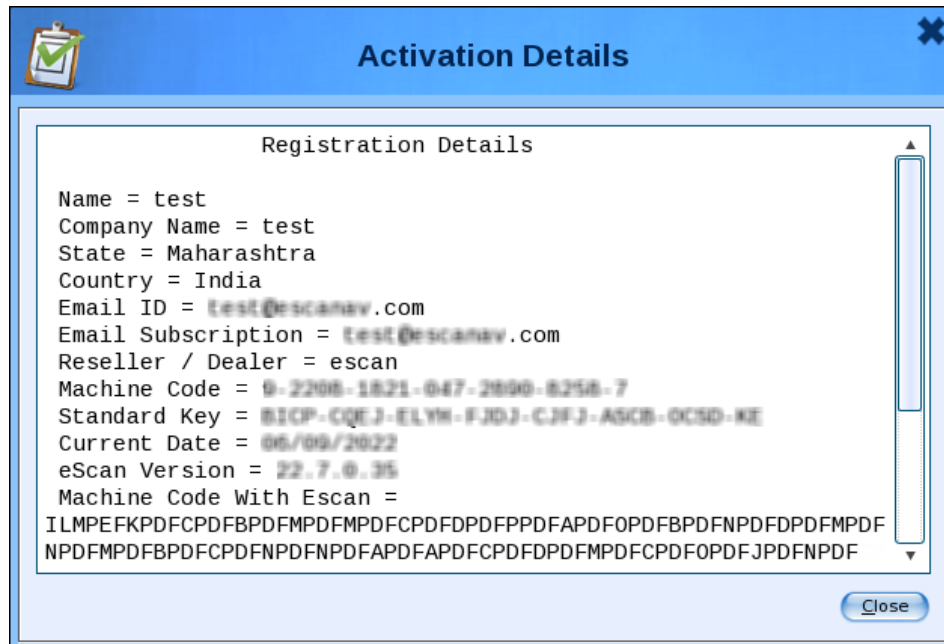 Activation Details
Registration Details
Name = test
Company Name = test
State = Maharashtra
Country = India
Email ID = .com
Email Subscription = .com
Reseller / Dealer = escan
Machine Code =
Standard Key =
Current Date =
eScan Version =
Machine Code With Escan =
ILMPEFKPDFCPDFBPDFMPDFMPDFCPDFDPDFPPDFAPDFOPDFBPDFNPDFDPDFMPDF
NPDFMPDFBPDFCPDFNPDFNPDFAPDFAPDFCPDFDPDFMPDFCPDFOPDFJPDFNPDF
Close